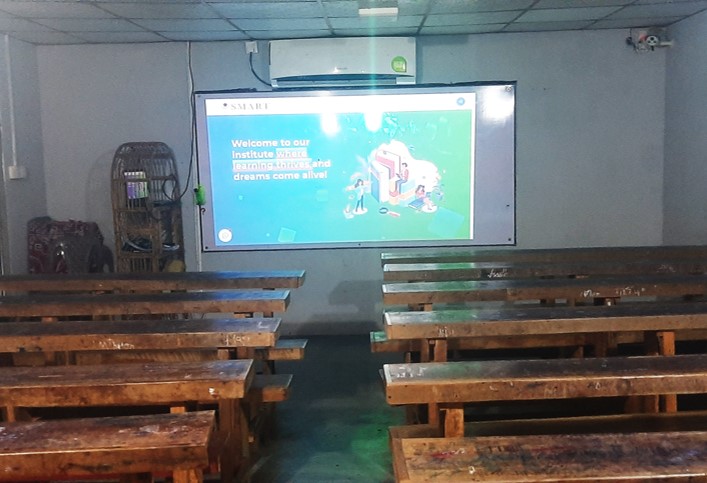 SMART
Welcome to our
institute where
learning thrives and
dreams come alive!